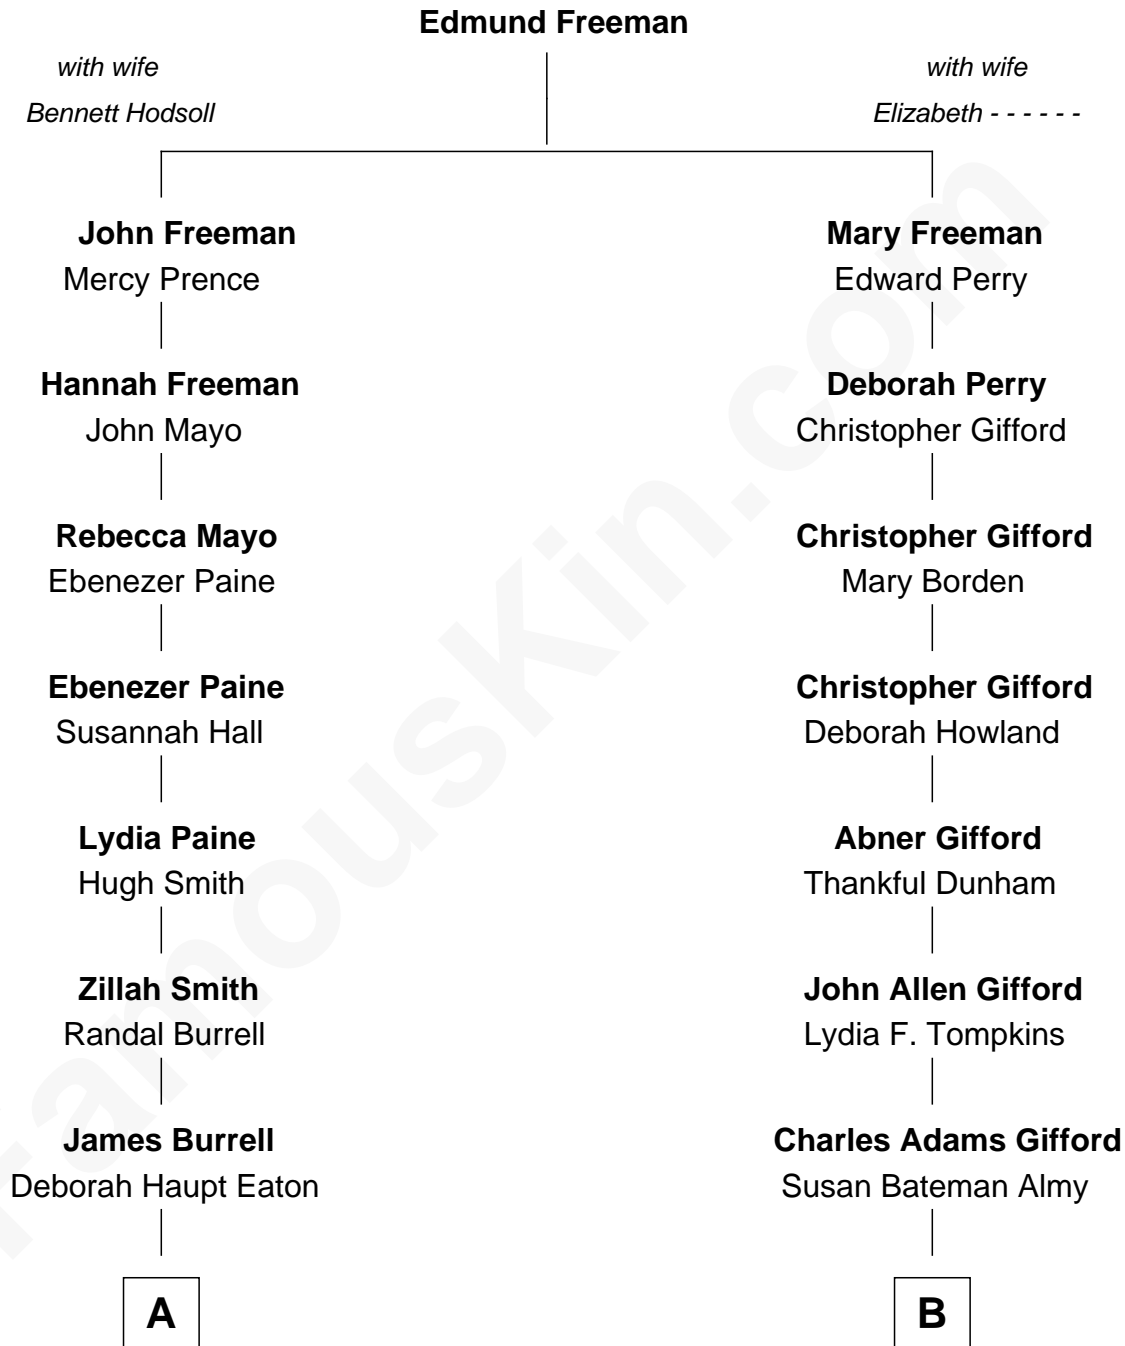 Edmund Freeman
with wife
Bennett Hodsoll
with wife
Elizabeth - - - - - -
John Freeman
Mercy Prence
Mary Freeman
Edward Perry
Hannah Freeman
John Mayo
Deborah Perry
Christopher Gifford
Rebecca Mayo
Ebenezer Paine
Christopher Gifford
Mary Borden
Ebenezer Paine
Susannah Hall
Christopher Gifford
Deborah Howland
Lydia Paine
Hugh Smith
Abner Gifford
Thankful Dunham
Zillah Smith
Randal Burrell
John Allen Gifford
Lydia F. Tompkins
James Burrell
Deborah Haupt Eaton
Charles Adams Gifford
Susan Bateman Almy
A
B
FamousKin.com